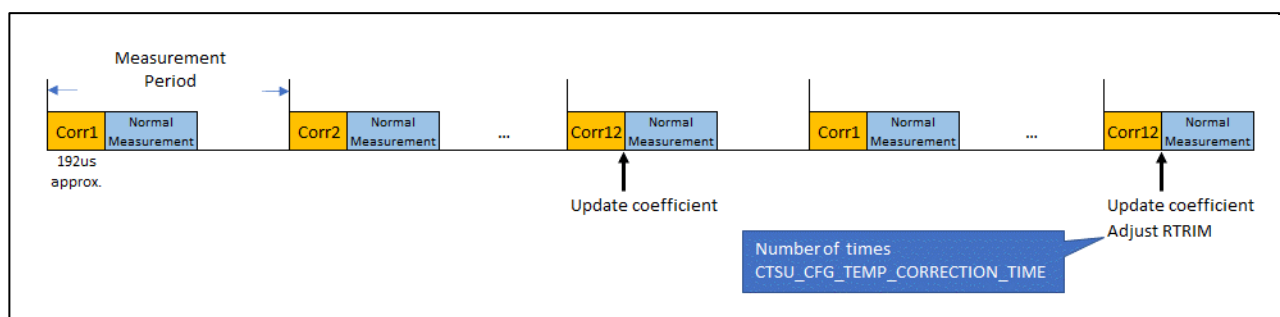 Measurement
Period
Corr1
Normal
Measurement
Corr2
Normal
Measurement
...
Corr12
Normal
Measurement
Corr1
Normal
Measurement
...
Corr12
Normal
Measurement
192us
approx.
Update coefficient
Update coefficient
Adjust RTRIM
Number of times
CTSU_CFG_TEMP_CORRECTION_TIME